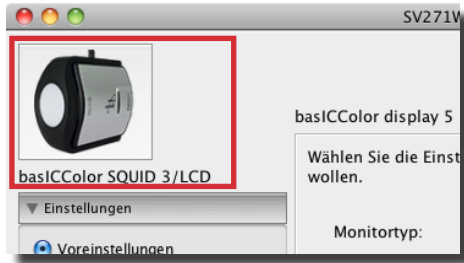 SV271W
basICColor display 5
Wählen Sie die Einst
wollen.
basICColor SQUID 3/LCD
Einstellungen
Monitortyp:
Voreinstellungen